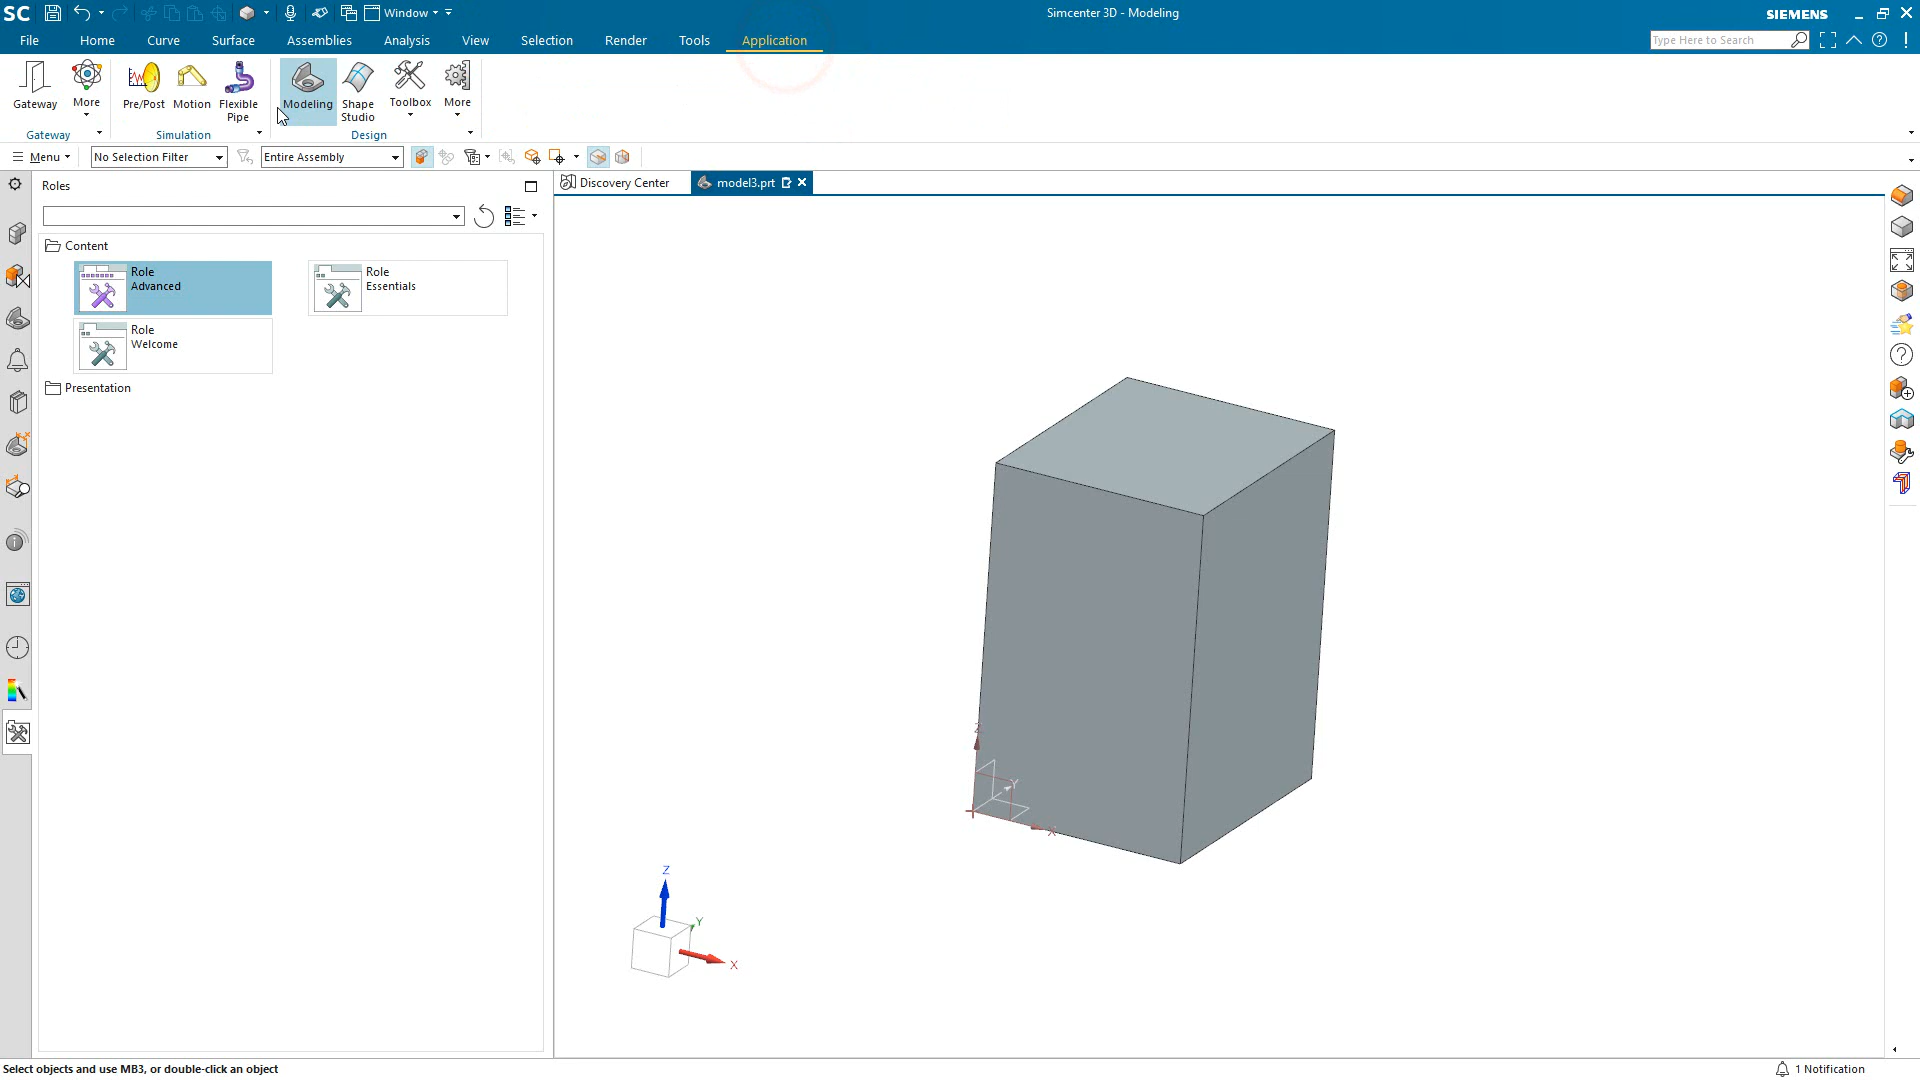 SC Window Simcenter 3D - Modeling SIEMENS
File Home Curve Surface Assemblies Analysis View Selection Render Tools Application Type Here to Search
Gateway More Pre/Post Motion Flexible Pipe Modeling Shape Studio Toolbox More
Gateway Simulation Design
Menu No Selection Filter Entire Assembly
Roles Discovery Center model3.prt
Content
Role
Advanced
Role
Essentials
Role
Welcome
Presentation
Z
Y
X
Z
Y
X
Select objects and use MB3, or double-click an object 1 Notification